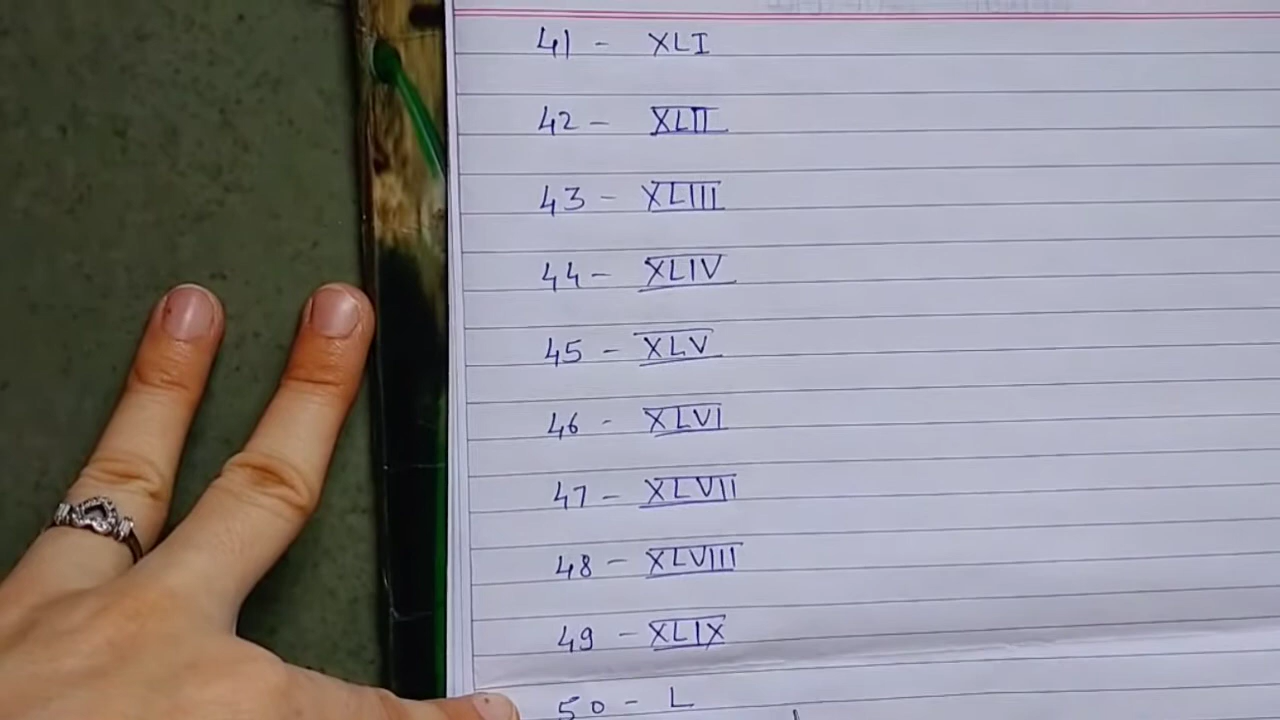 41 - XLI
42 - XLII
43 - XLIII
44 - XLIV
45 - XLV
46 - XLVI
47 - XLVII
48 - XLVIII
49 - XLIX
50 - L